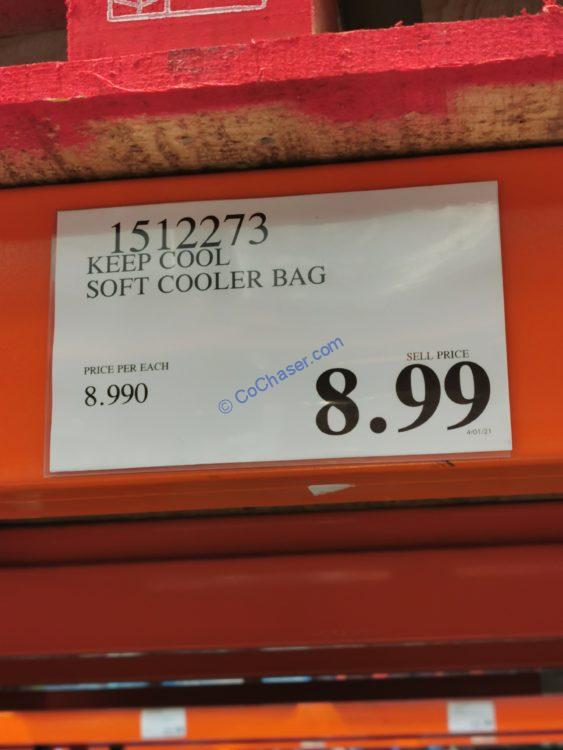 1512273
KEEP COOL
SOFT COOLER BAG
PRICE PER EACH
8.990
SELL PRICE
8.99
4/01/21
© CoChaser.com